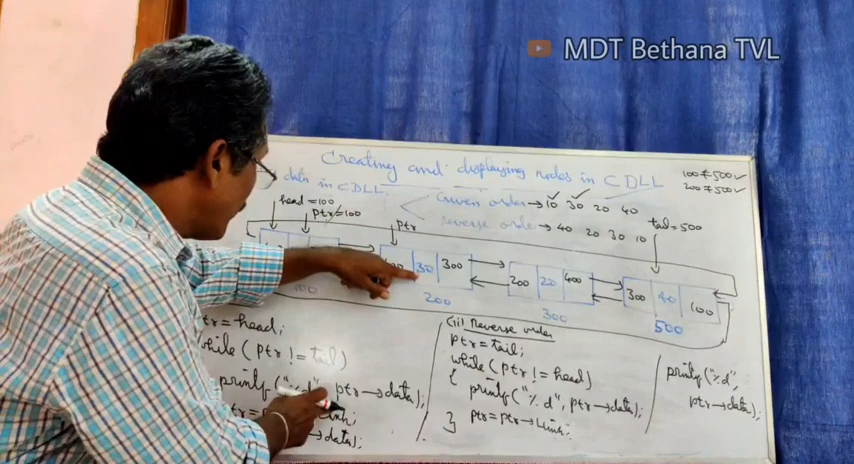 MDT Bethana TVL
Creating and displaying nodes in CDLL
100≠500✓
200≠500✓
data in CDLL
Given order → 10 30 20 40
reverse order → 40 20 30 10
head = 100
ptr = 100
ptr
tail = 500
30 300
200 20 400
300 40 100
100
200
300
500
= head;
while (ptr != tail)
printf("%d", ptr→data);
→data);
(ii) Reverse order
ptr = tail;
while (ptr != head)
{ printf("%d", ptr→data);
} ptr = ptr→Llink;
printf("%d",
ptr→data);